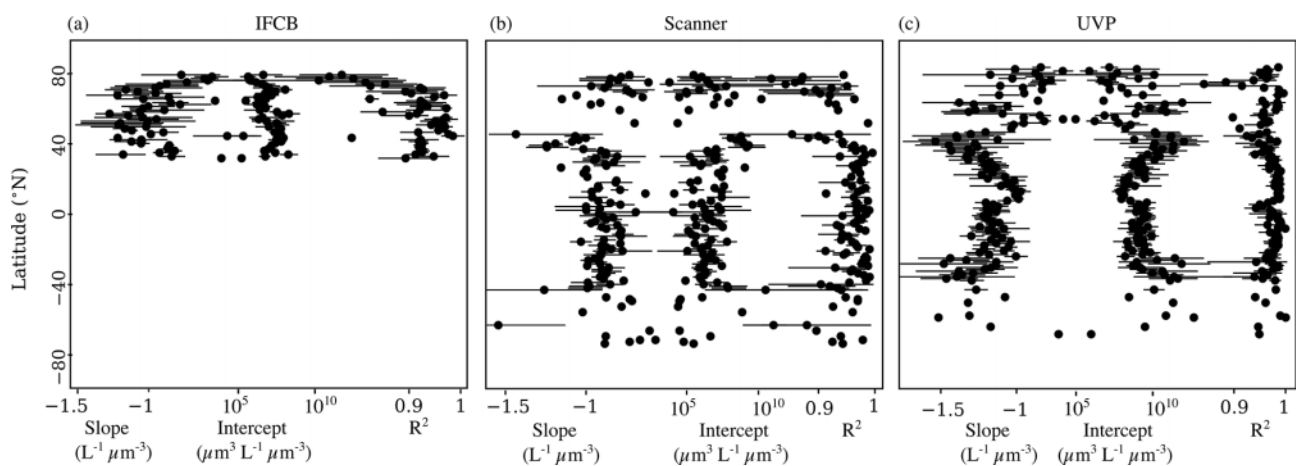 (a) IFCB (b) Scanner (c) UVP
Latitude (°N)
80
40
0
−40
−80
−1.5 −1 10⁵ 10¹⁰ 0.9 1 −1.5 −1 10⁵ 10¹⁰ 0.9 1 −1.5 −1 10⁵ 10¹⁰ 0.9 1
Slope Intercept R² Slope Intercept R² Slope Intercept R²
(L⁻¹ μm⁻³) (μm³ L⁻¹ μm⁻³) (L⁻¹ μm⁻³) (μm³ L⁻¹ μm⁻³) (L⁻¹ μm⁻³) (μm³ L⁻¹ μm⁻³)